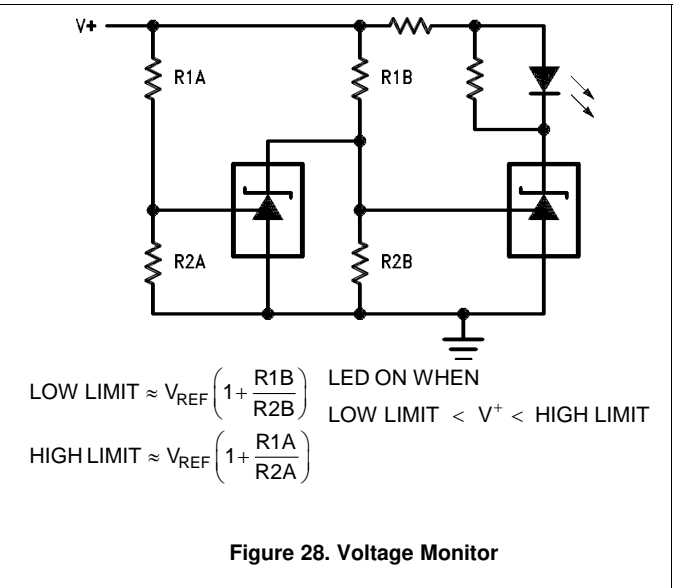 V+
R1A
R1B
R2A
R2B
LOW LIMIT ≈ V_REF (1 + R1B/R2B)
LED ON WHEN
LOW LIMIT < V⁺ < HIGH LIMIT
HIGH LIMIT ≈ V_REF (1 + R1A/R2A)
Figure 28. Voltage Monitor